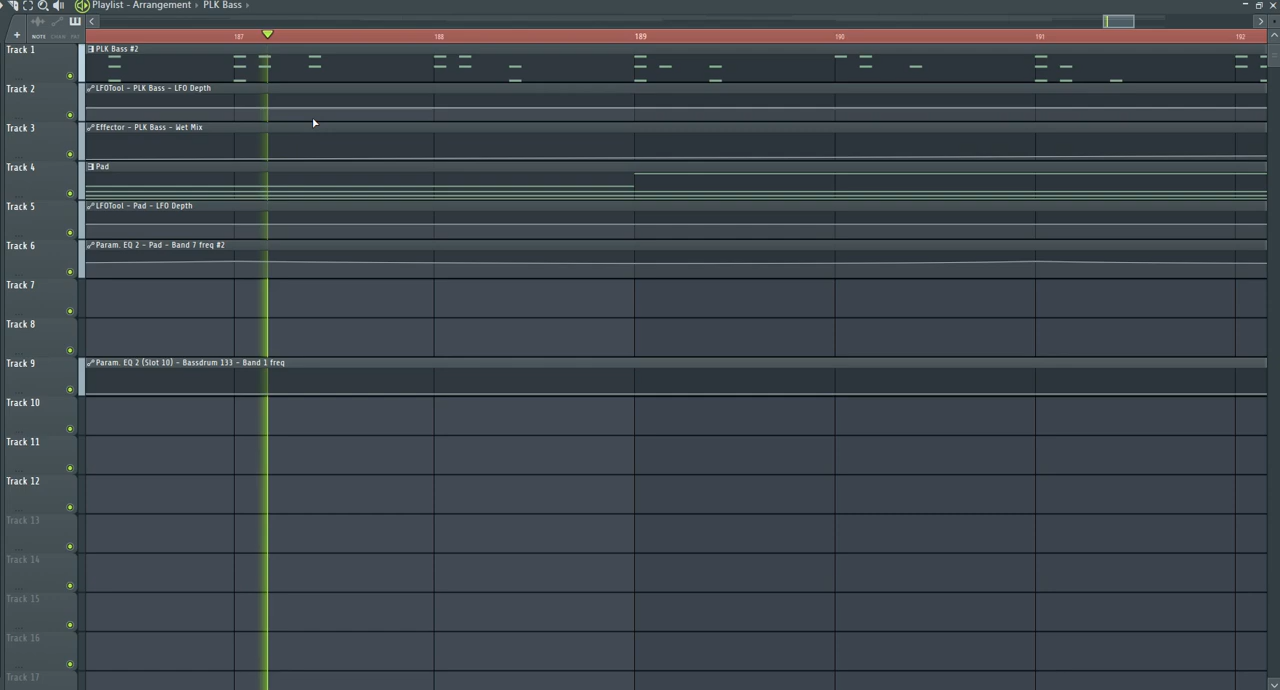 Playlist - Arrangement › PLK Bass ›
NOTE CHAN PAT
187 188 189 190 191 192
Track 1
PLK Bass #2
Track 2
LFOTool - PLK Bass - LFO Depth
Track 3
Effector - PLK Bass - Wet Mix
Track 4
Pad
Track 5
LFOTool - Pad - LFO Depth
Track 6
Param. EQ 2 - Pad - Band 7 freq #2
Track 7
Track 8
Track 9
Param. EQ 2 (Slot 10) - Bassdrum 133 - Band 1 freq
Track 10
Track 11
Track 12
Track 13
Track 14
Track 15
Track 16
Track 17